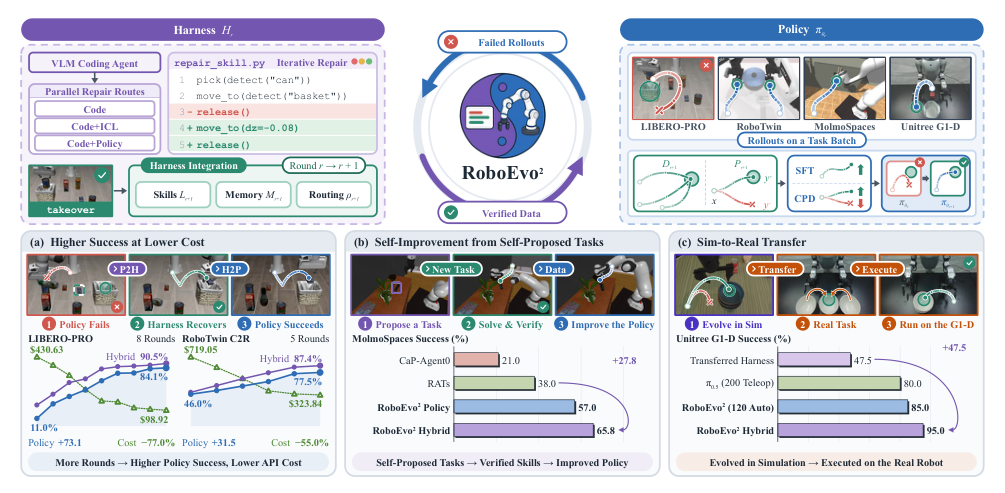 Harness H_r
VLM Coding Agent
Parallel Repair Routes
Code
Code+ICL
Code+Policy
repair_skill.py Iterative Repair
1 pick(detect("can"))
2 move_to(detect("basket"))
3 - release()
4 + move_to(dz=-0.08)
5 + release()
takeover
Harness Integration
Round r → r + 1
Skills L_{r+1}
Memory M_{r+1}
Routing ρ_{r+1}
Failed Rollouts
RoboEvo²
Verified Data
Policy
LIBERO-PRO
RoboTwin
MolmoSpaces
Unitree G1-D
Rollouts on a Task Batch
D_{r+1}
P_{r+1}
x
SFT
CPD
(a) Higher Success at Lower Cost
P2H
H2P
1 Policy Fails
2 Harness Recovers
3 Policy Succeeds
LIBERO-PRO
8 Rounds
$430.63
Hybrid 90.5%
84.1%
11.0%
$98.92
Policy +73.1
Cost −77.0%
RoboTwin C2R
5 Rounds
$719.05
Hybrid 87.4%
77.5%
46.0%
$323.84
Policy +31.5
Cost −55.0%
More Rounds → Higher Policy Success, Lower API Cost
(b) Self-Improvement from Self-Proposed Tasks
New Task
Data
1 Propose a Task
2 Solve & Verify
3 Improve the Policy
MolmoSpaces Success (%)
CaP-Agent0
21.0
+27.8
RATs
38.0
RoboEvo² Policy
57.0
RoboEvo² Hybrid
65.8
Self-Proposed Tasks → Verified Skills → Improved Policy
(c) Sim-to-Real Transfer
Transfer
Execute
1 Evolve in Sim
2 Real Task
3 Run on the G1-D
Unitree G1-D Success (%)
+47.5
Transferred Harness
47.5
π_{0.5} (200 Teleop)
80.0
RoboEvo² (120 Auto)
85.0
RoboEvo² Hybrid
95.0
Evolved in Simulation → Executed on the Real Robot